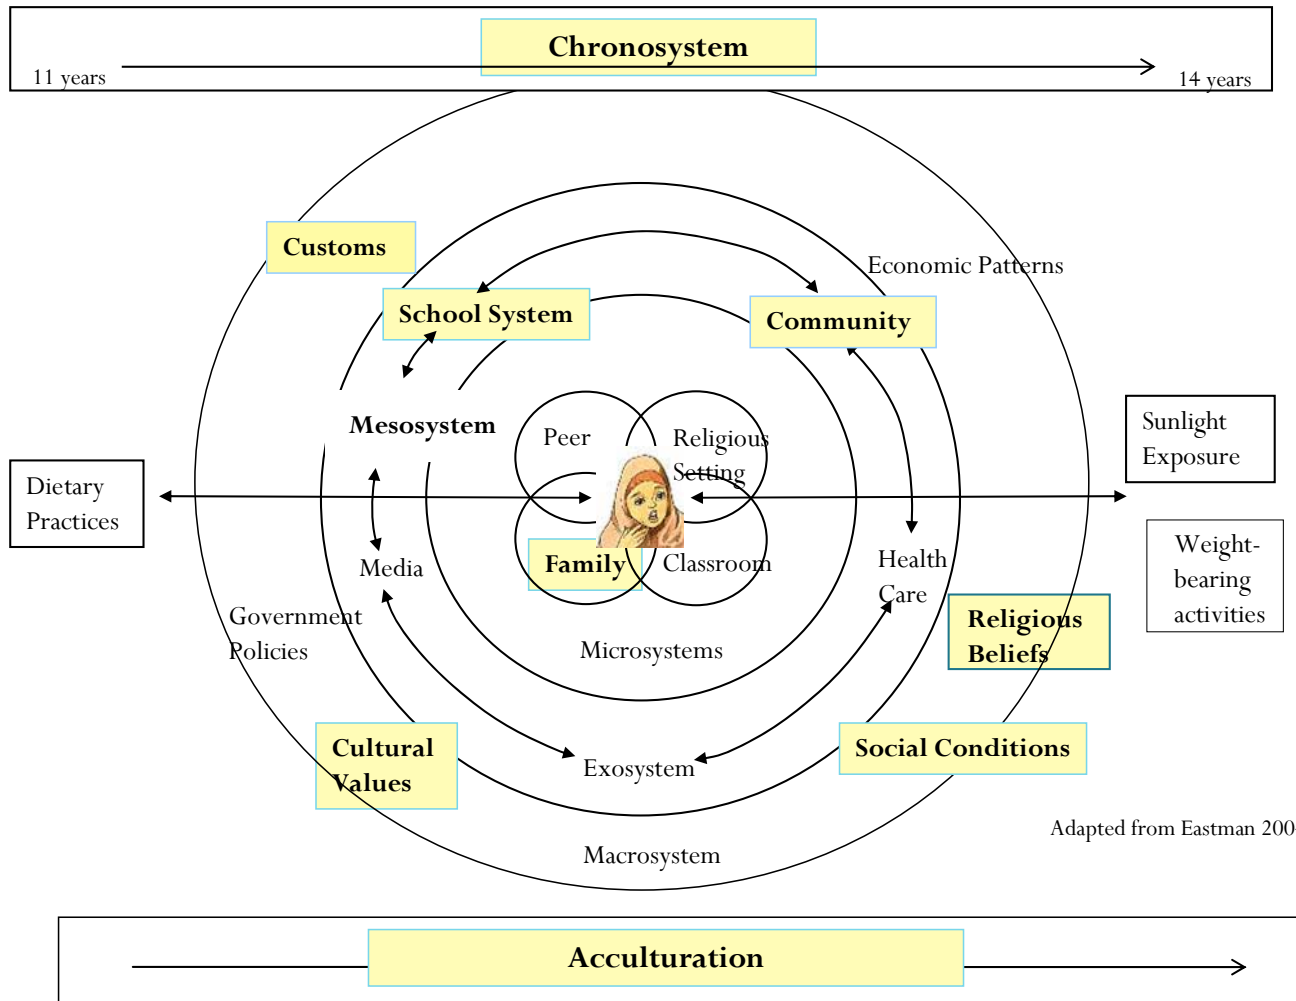 Chronosystem
11 years
14 years
Customs
Economic Patterns
School System
Community
Mesosystem
Peer
Religious
Setting
Sunlight
Exposure
Dietary
Practices
Weight-
bearing
activities
Media
Family
Classroom
Health
Care
Government
Policies
Religious
Beliefs
Microsystems
Cultural
Values
Social Conditions
Exosystem
Adapted from Eastman 200
Macrosystem
Acculturation